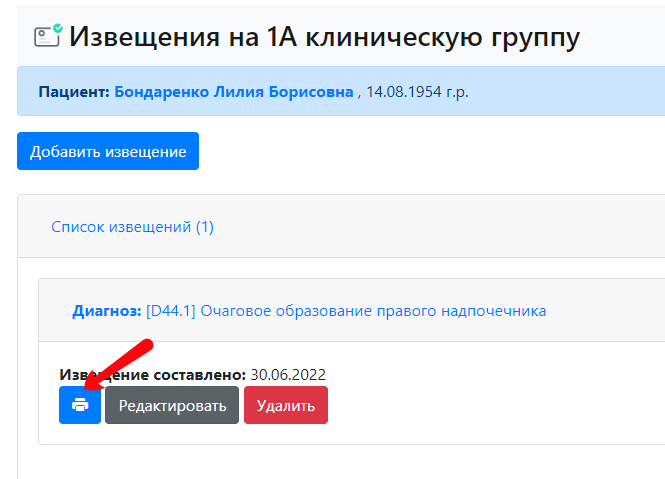 Извещения на 1А клиническую группу
Пациент: Бондаренко Лилия Борисовна , 14.08.1954 г.р.
Добавить извещение
Список извещений (1)
Диагноз: [D44.1] Очаговое образование правого надпочечника
Извещение составлено: 30.06.2022
Редактировать Удалить